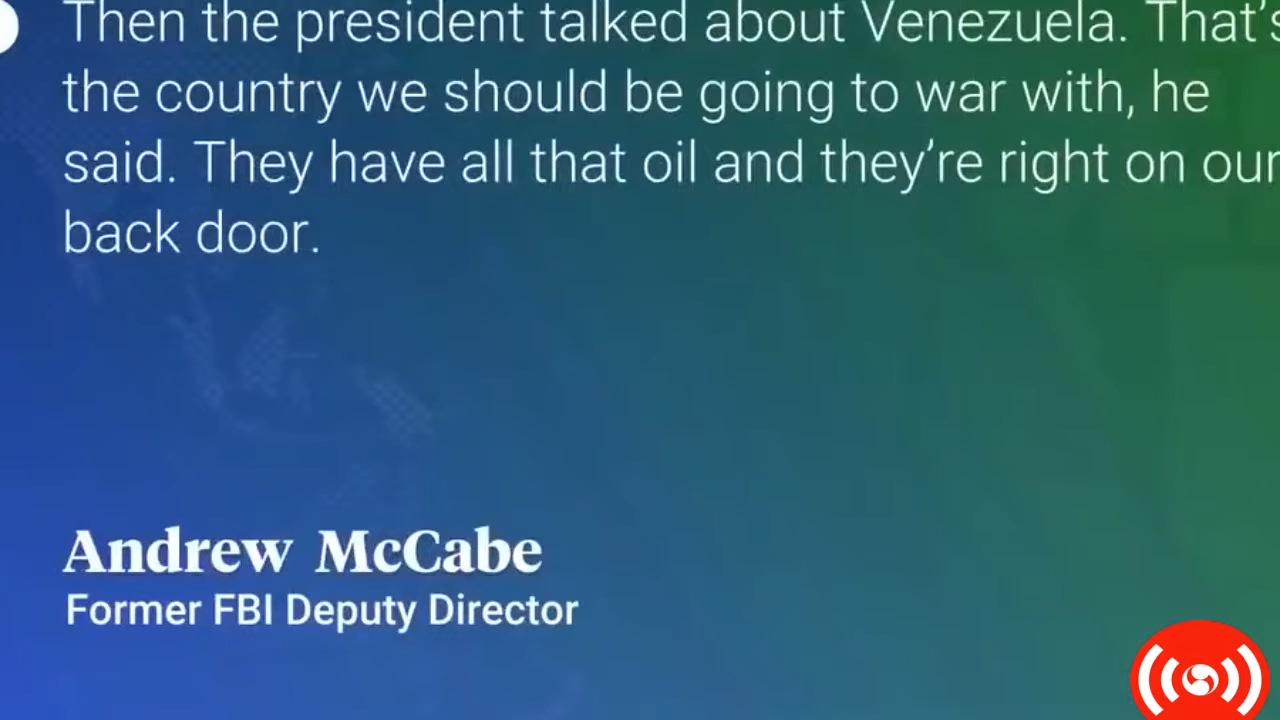 Then the president talked about Venezuela. That's
the country we should be going to war with, he
said. They have all that oil and they're right on our
back door.
Andrew McCabe
Former FBI Deputy Director